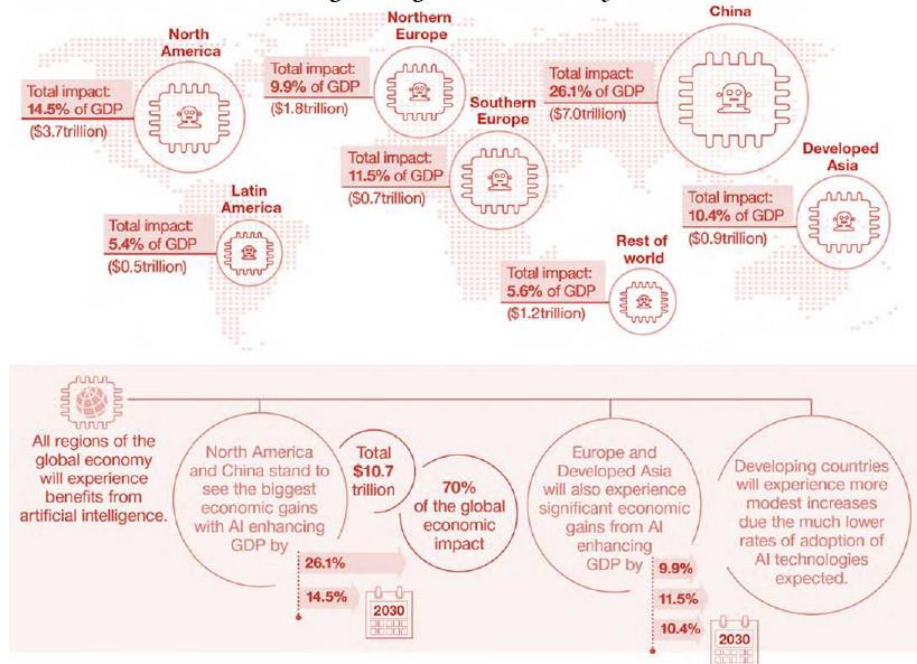 North
America
Total impact:
14.5% of GDP
($3.7trillion)
Northern
Europe
Total impact:
9.9% of GDP
($1.8trillion)
Southern
Europe
Total impact:
11.5% of GDP
($0.7trillion)
China
Total impact:
26.1% of GDP
($7.0trillion)
Developed
Asia
Total impact:
10.4% of GDP
($0.9trillion)
Latin
America
Total impact:
5.4% of GDP
($0.5trillion)
Rest of
world
Total impact:
5.6% of GDP
($1.2trillion)
All regions of the
global economy
will experience
benefits from
artificial intelligence.
North America
and China stand to
see the biggest
economic gains
with AI enhancing
GDP by
26.1%
14.5%
2030
Total
$10.7
trillion
70%
of the global
economic
impact
Europe and
Developed Asia
will also experience
significant economic
gains from AI
enhancing
GDP by
9.9%
11.5%
10.4%
2030
Developing countries
will experience more
modest increases
due the much lower
rates of adoption of
AI technologies
expected.